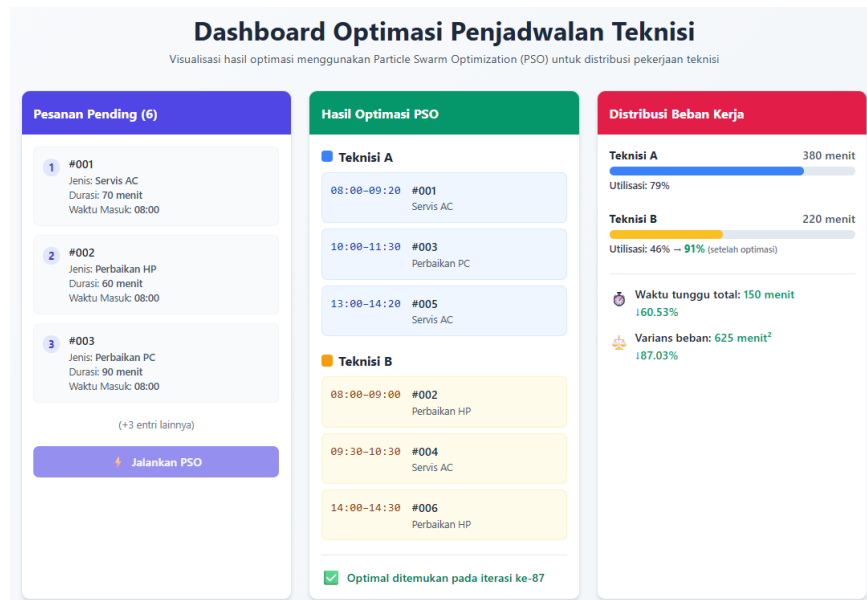 Dashboard Optimasi Penjadwalan Teknisi
Visualisasi hasil optimasi menggunakan Particle Swarm Optimization (PSO) untuk distribusi pekerjaan teknisi
Pesanan Pending (6)
1
#001
Jenis: Servis AC
Durasi: 70 menit
Waktu Masuk: 08:00
2
#002
Jenis: Perbaikan HP
Durasi: 60 menit
Waktu Masuk: 08:00
3
#003
Jenis: Perbaikan PC
Durasi: 90 menit
Waktu Masuk: 08:00
(+3 entri lainnya)
Jalankan PSO
Hasil Optimasi PSO
Teknisi A
08:00–09:20 #001
Servis AC
10:00–11:30 #003
Perbaikan PC
13:00–14:20 #005
Servis AC
Teknisi B
08:00–09:00 #002
Perbaikan HP
09:30–10:30 #004
Servis AC
14:00–14:30 #006
Perbaikan HP
Optimal ditemukan pada iterasi ke-87
Distribusi Beban Kerja
Teknisi A 380 menit
Utilisasi: 79%
Teknisi B 220 menit
Utilisasi: 46% → 91% (setelah optimasi)
Waktu tunggu total: 150 menit
↓60.53%
Varians beban: 625 menit²
↓87.03%